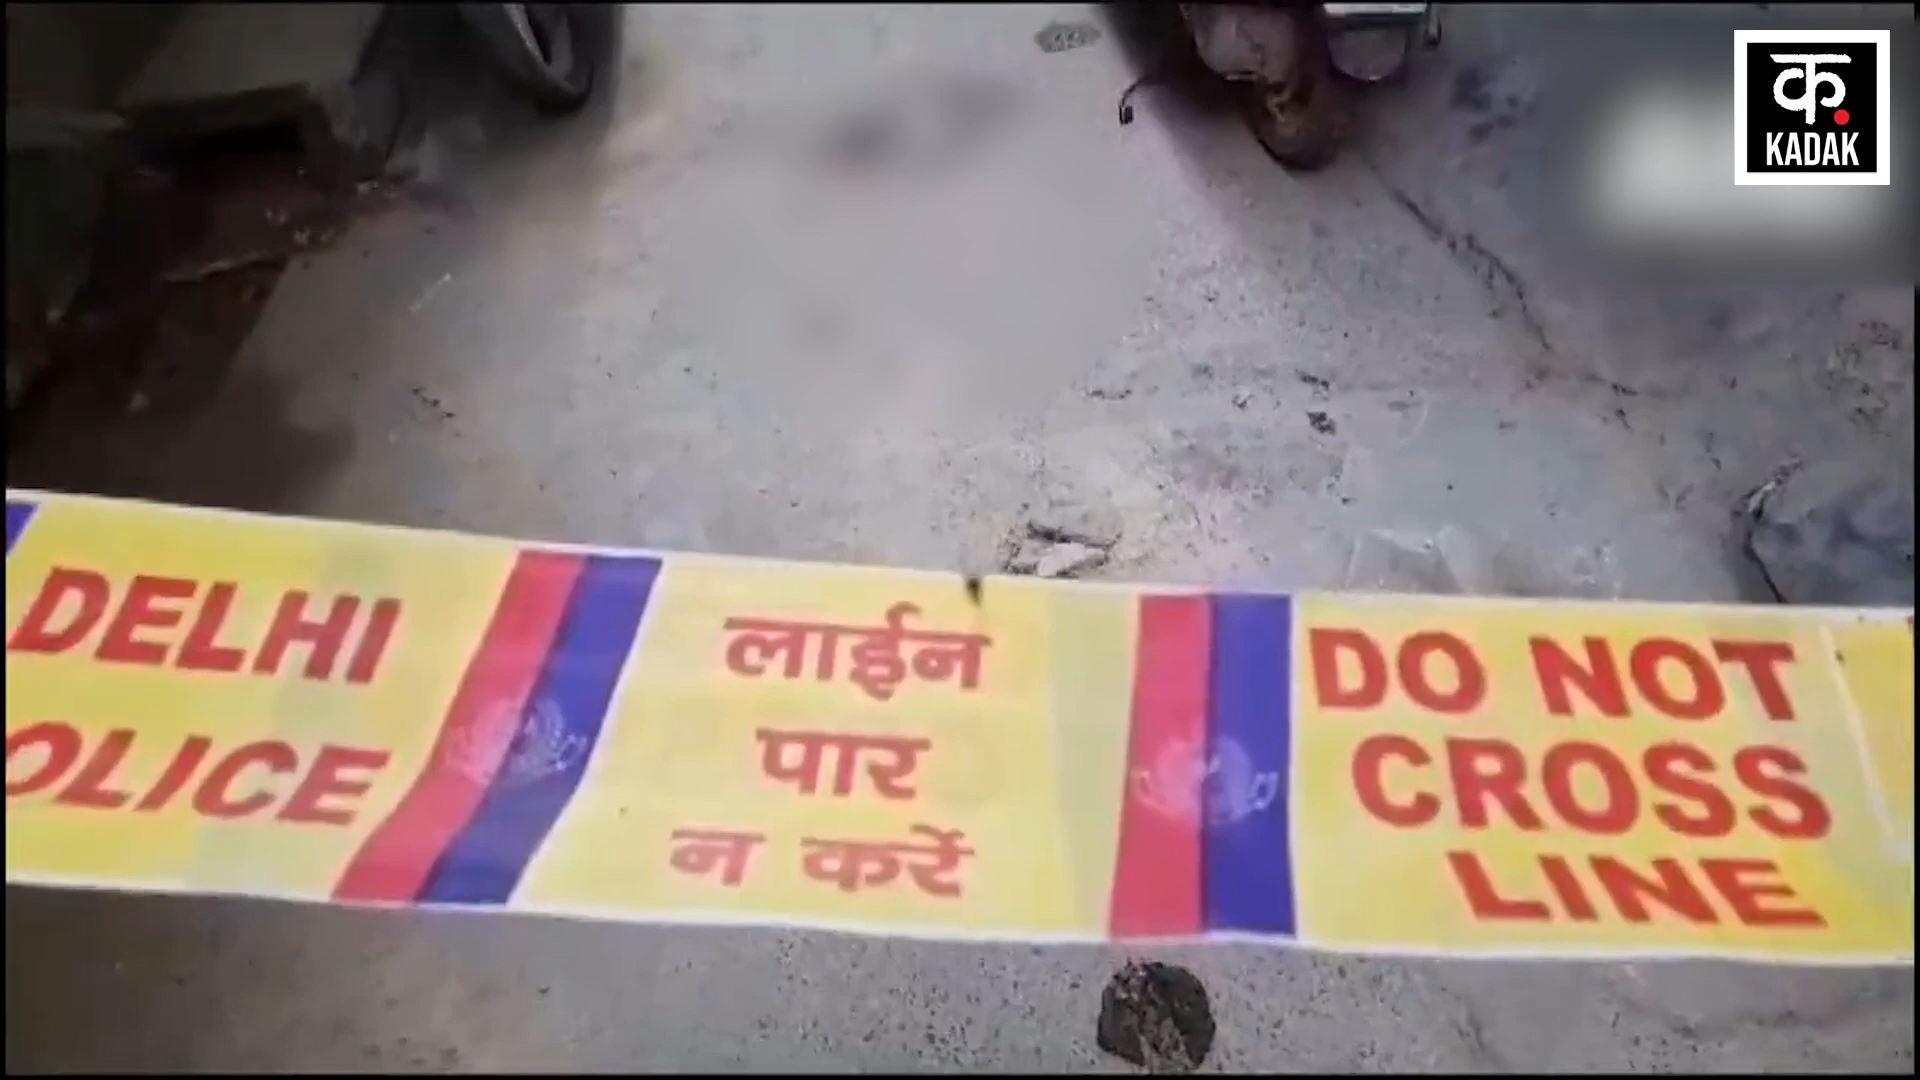 क.
KADAK
DELHI
OLICE
लाईन
पार
न करें
DO NOT
CROSS
LINE